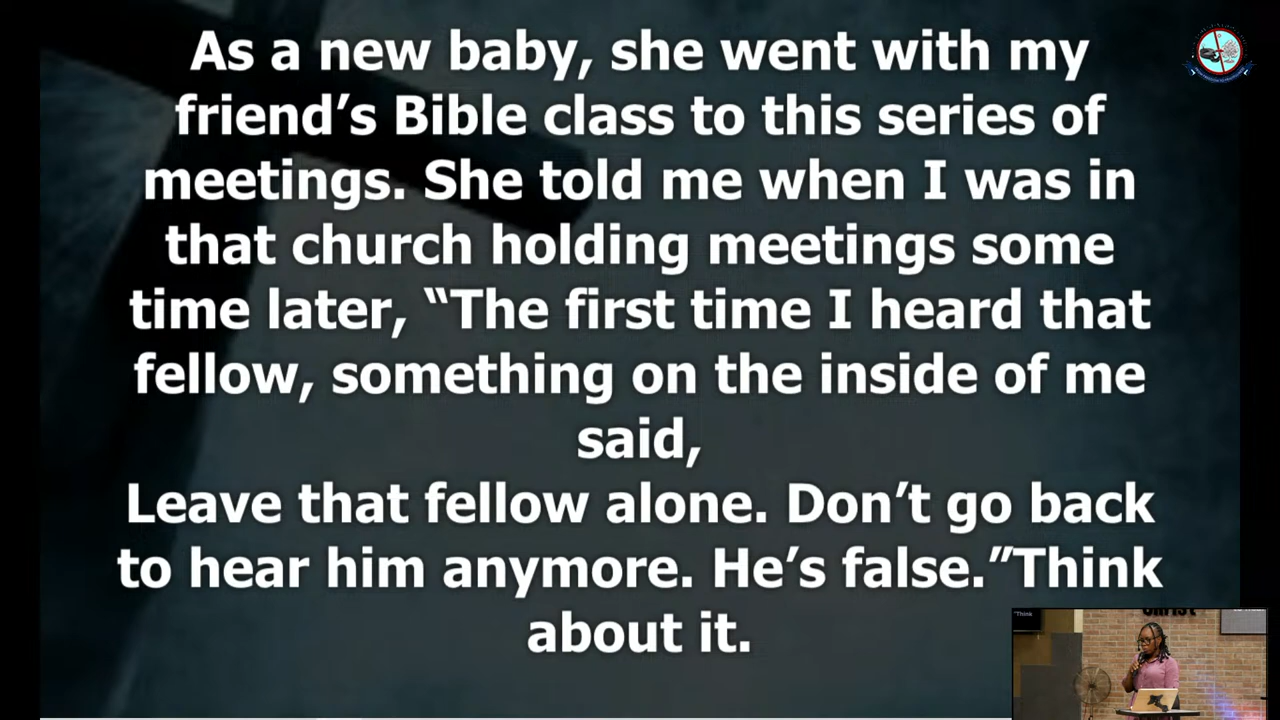 As a new baby, she went with my
friend’s Bible class to this series of
meetings. She told me when I was in
that church holding meetings some
time later, “The first time I heard that
fellow, something on the inside of me
said,
Leave that fellow alone. Don’t go back
to hear him anymore. He’s false.”Think
about it.
"Think
CHRIST